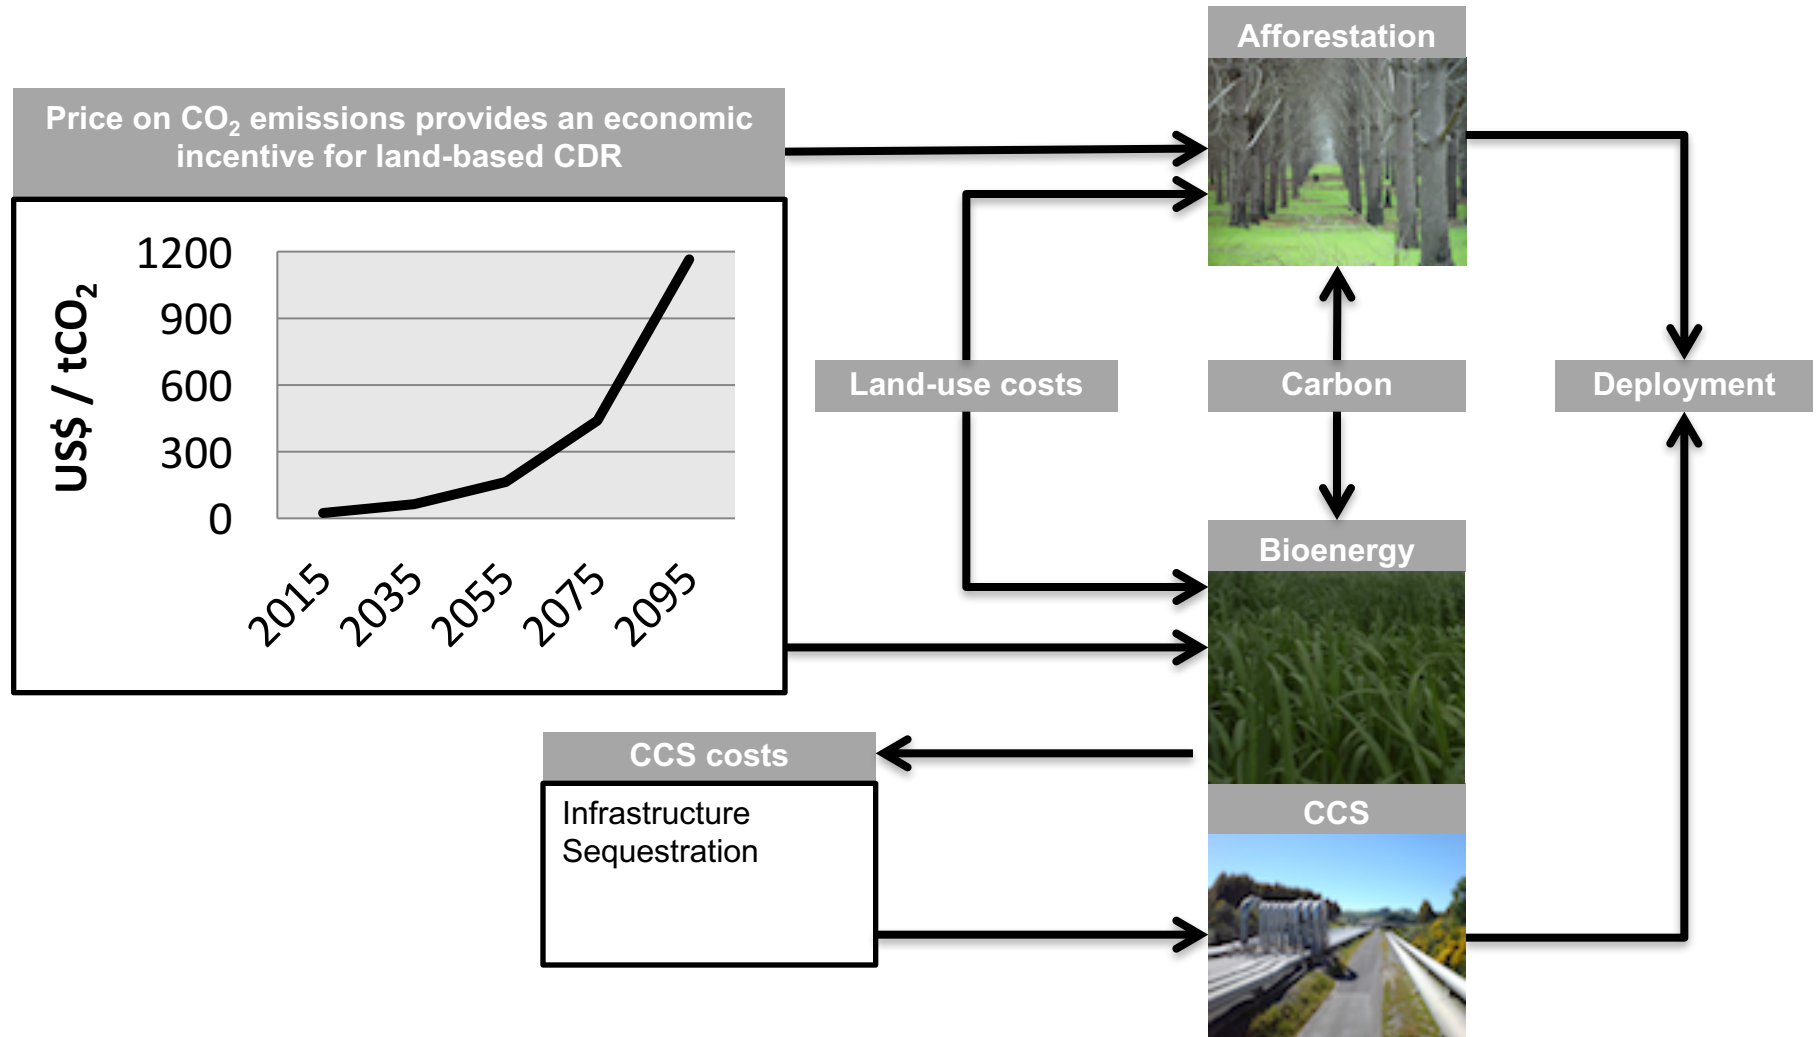 Afforestation
Price on CO₂ emissions provides an economic
incentive for land-based CDR
US$ / tCO₂
1200
900
600
300
0
2015
2035
2055
2075
2095
Land-use costs
Carbon
Deployment
Bioenergy
CCS costs
Infrastructure
Sequestration
CCS